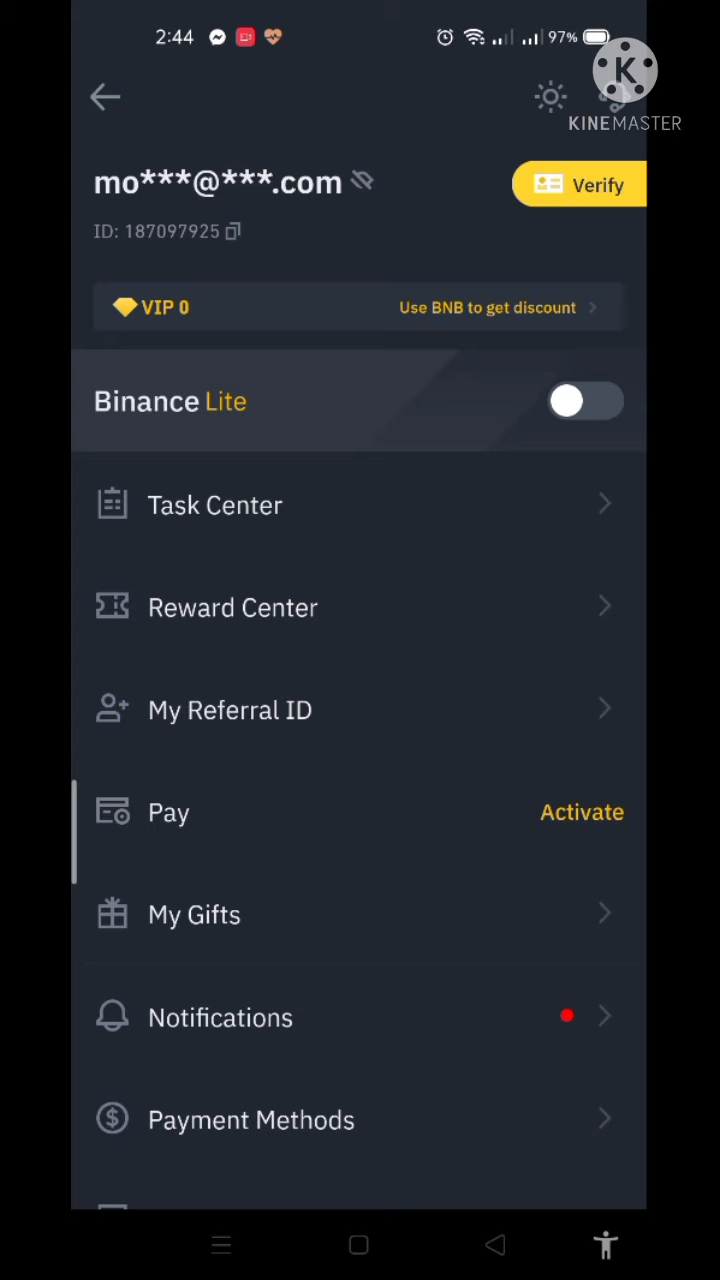 2:44
97%
K
KINEMASTER
mo***@***.com
Verify
ID: 187097925
VIP 0
Use BNB to get discount
Binance Lite
Task Center
Reward Center
My Referral ID
Pay
Activate
My Gifts
Notifications
Payment Methods